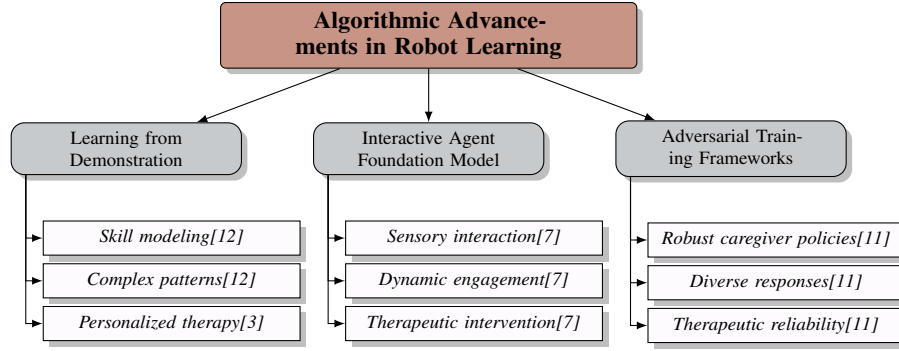 Algorithmic Advance-
ments in Robot Learning
Learning from
Demonstration
Skill modeling[12]
Complex patterns[12]
Personalized therapy[3]
Interactive Agent
Foundation Model
Sensory interaction[7]
Dynamic engagement[7]
Therapeutic intervention[7]
Adversarial Train-
ing Frameworks
Robust caregiver policies[11]
Diverse responses[11]
Therapeutic reliability[11]